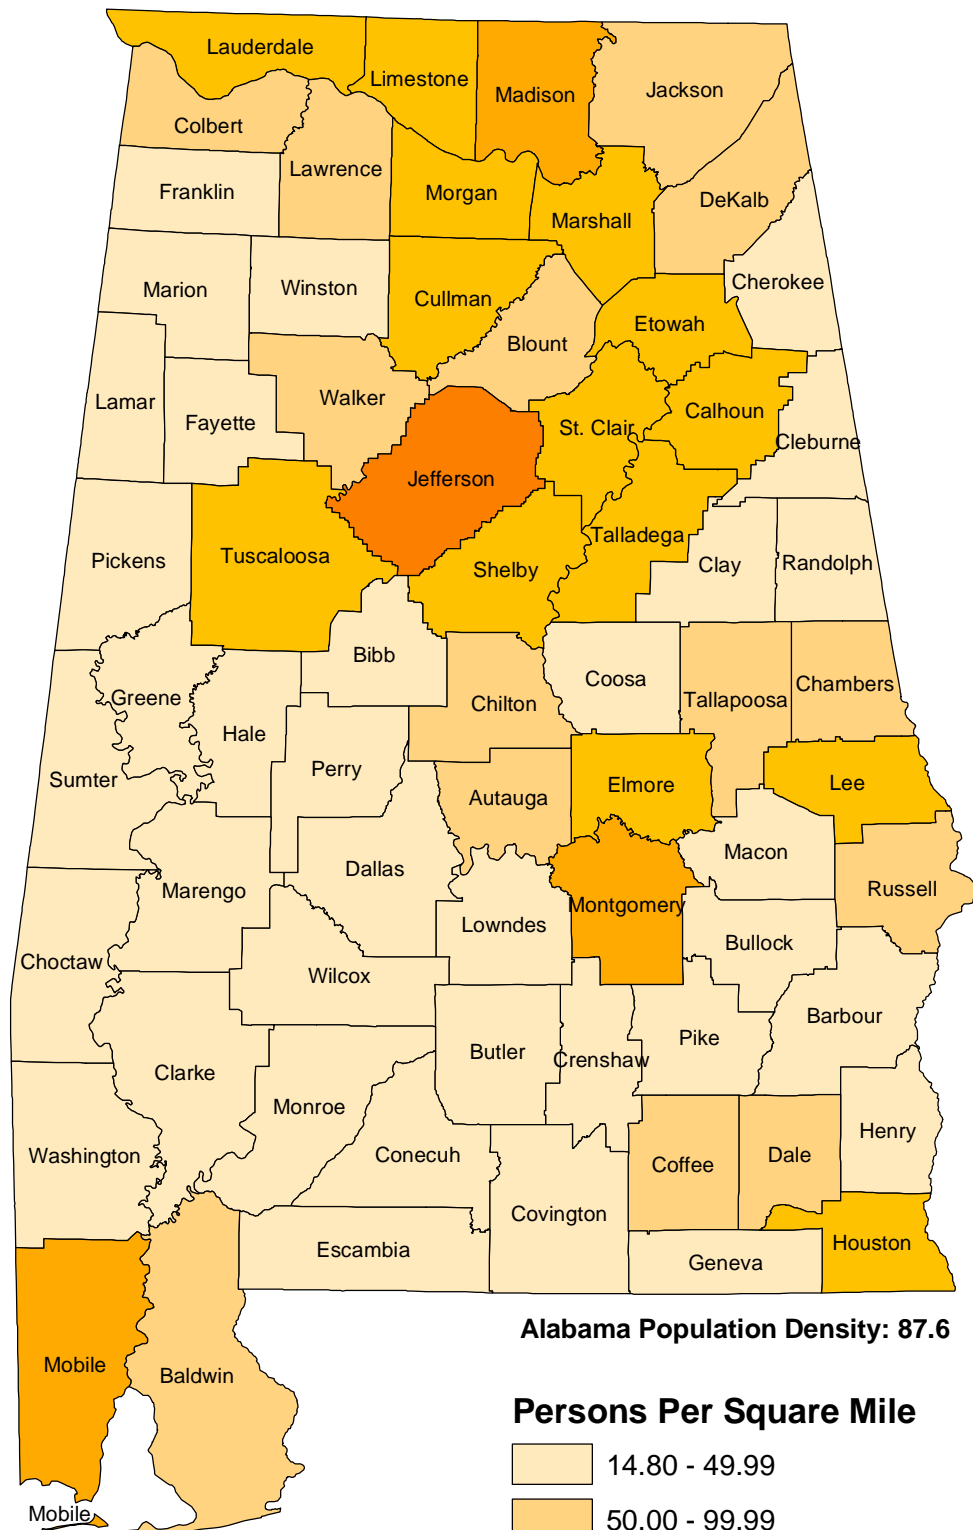 Lauderdale
Limestone
Madison
Jackson
Colbert
Lawrence
Franklin
Morgan
DeKalb
Marshall
Cherokee
Marion
Winston
Cullman
Etowah
Blount
Walker
Lamar
Fayette
St. Clair
Calhoun
Cleburne
Jefferson
Talladega
Pickens
Tuscaloosa
Shelby
Clay
Randolph
Bibb
Coosa
Greene
Chilton
Tallapoosa
Chambers
Hale
Sumter
Perry
Autauga
Elmore
Lee
Macon
Dallas
Marengo
Russell
Montgomery
Lowndes
Bullock
Choctaw
Wilcox
Barbour
Pike
Butler
Crenshaw
Clarke
Monroe
Henry
Washington
Conecuh
Coffee
Dale
Covington
Escambia
Houston
Geneva
Alabama Population Density: 87.6
Mobile
Baldwin
Persons Per Square Mile
14.80 - 49.99
Mobile
50.00 - 99.99